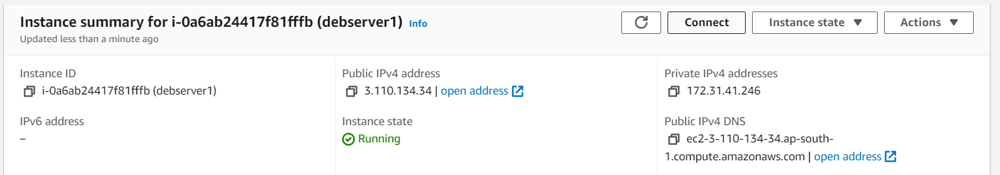 Instance summary for i-0a6ab24417f81fffb (debserver1) Info
Updated less than a minute ago
Connect
Instance state
Actions
Instance ID
i-0a6ab24417f81fffb (debserver1)
Public IPv4 address
3.110.134.34 | open address
Private IPv4 addresses
172.31.41.246
IPv6 address
–
Instance state
Running
Public IPv4 DNS
ec2-3-110-134-34.ap-south-
1.compute.amazonaws.com | open address